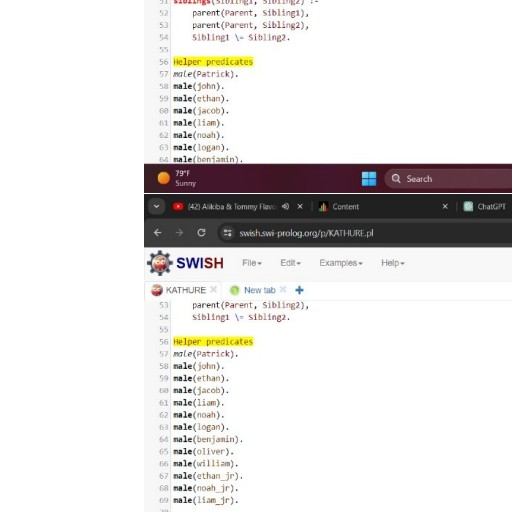 51 siblings(Sibling1, Sibling2) :-
52 parent(Parent, Sibling1),
53 parent(Parent, Sibling2),
54 Sibling1 \= Sibling2.
55
56 Helper predicates
57 male(Patrick).
58 male(john).
59 male(ethan).
60 male(jacob).
61 male(liam).
62 male(noah).
63 male(logan).
64 male(benjamin).
79°F
Sunny
Search
(42) Alikiba & Tommy Flavo
Content
ChatGPT
swish.swi-prolog.org/p/KATHURE.pl
SWISH File Edit Examples Help
KATHURE New tab
53 parent(Parent, Sibling2),
54 Sibling1 \= Sibling2.
55
56 Helper predicates
57 male(Patrick).
58 male(john).
59 male(ethan).
60 male(jacob).
61 male(liam).
62 male(noah).
63 male(logan).
64 male(benjamin).
65 male(oliver).
66 male(william).
67 male(ethan_jr).
68 male(noah_jr).
69 male(liam_jr).